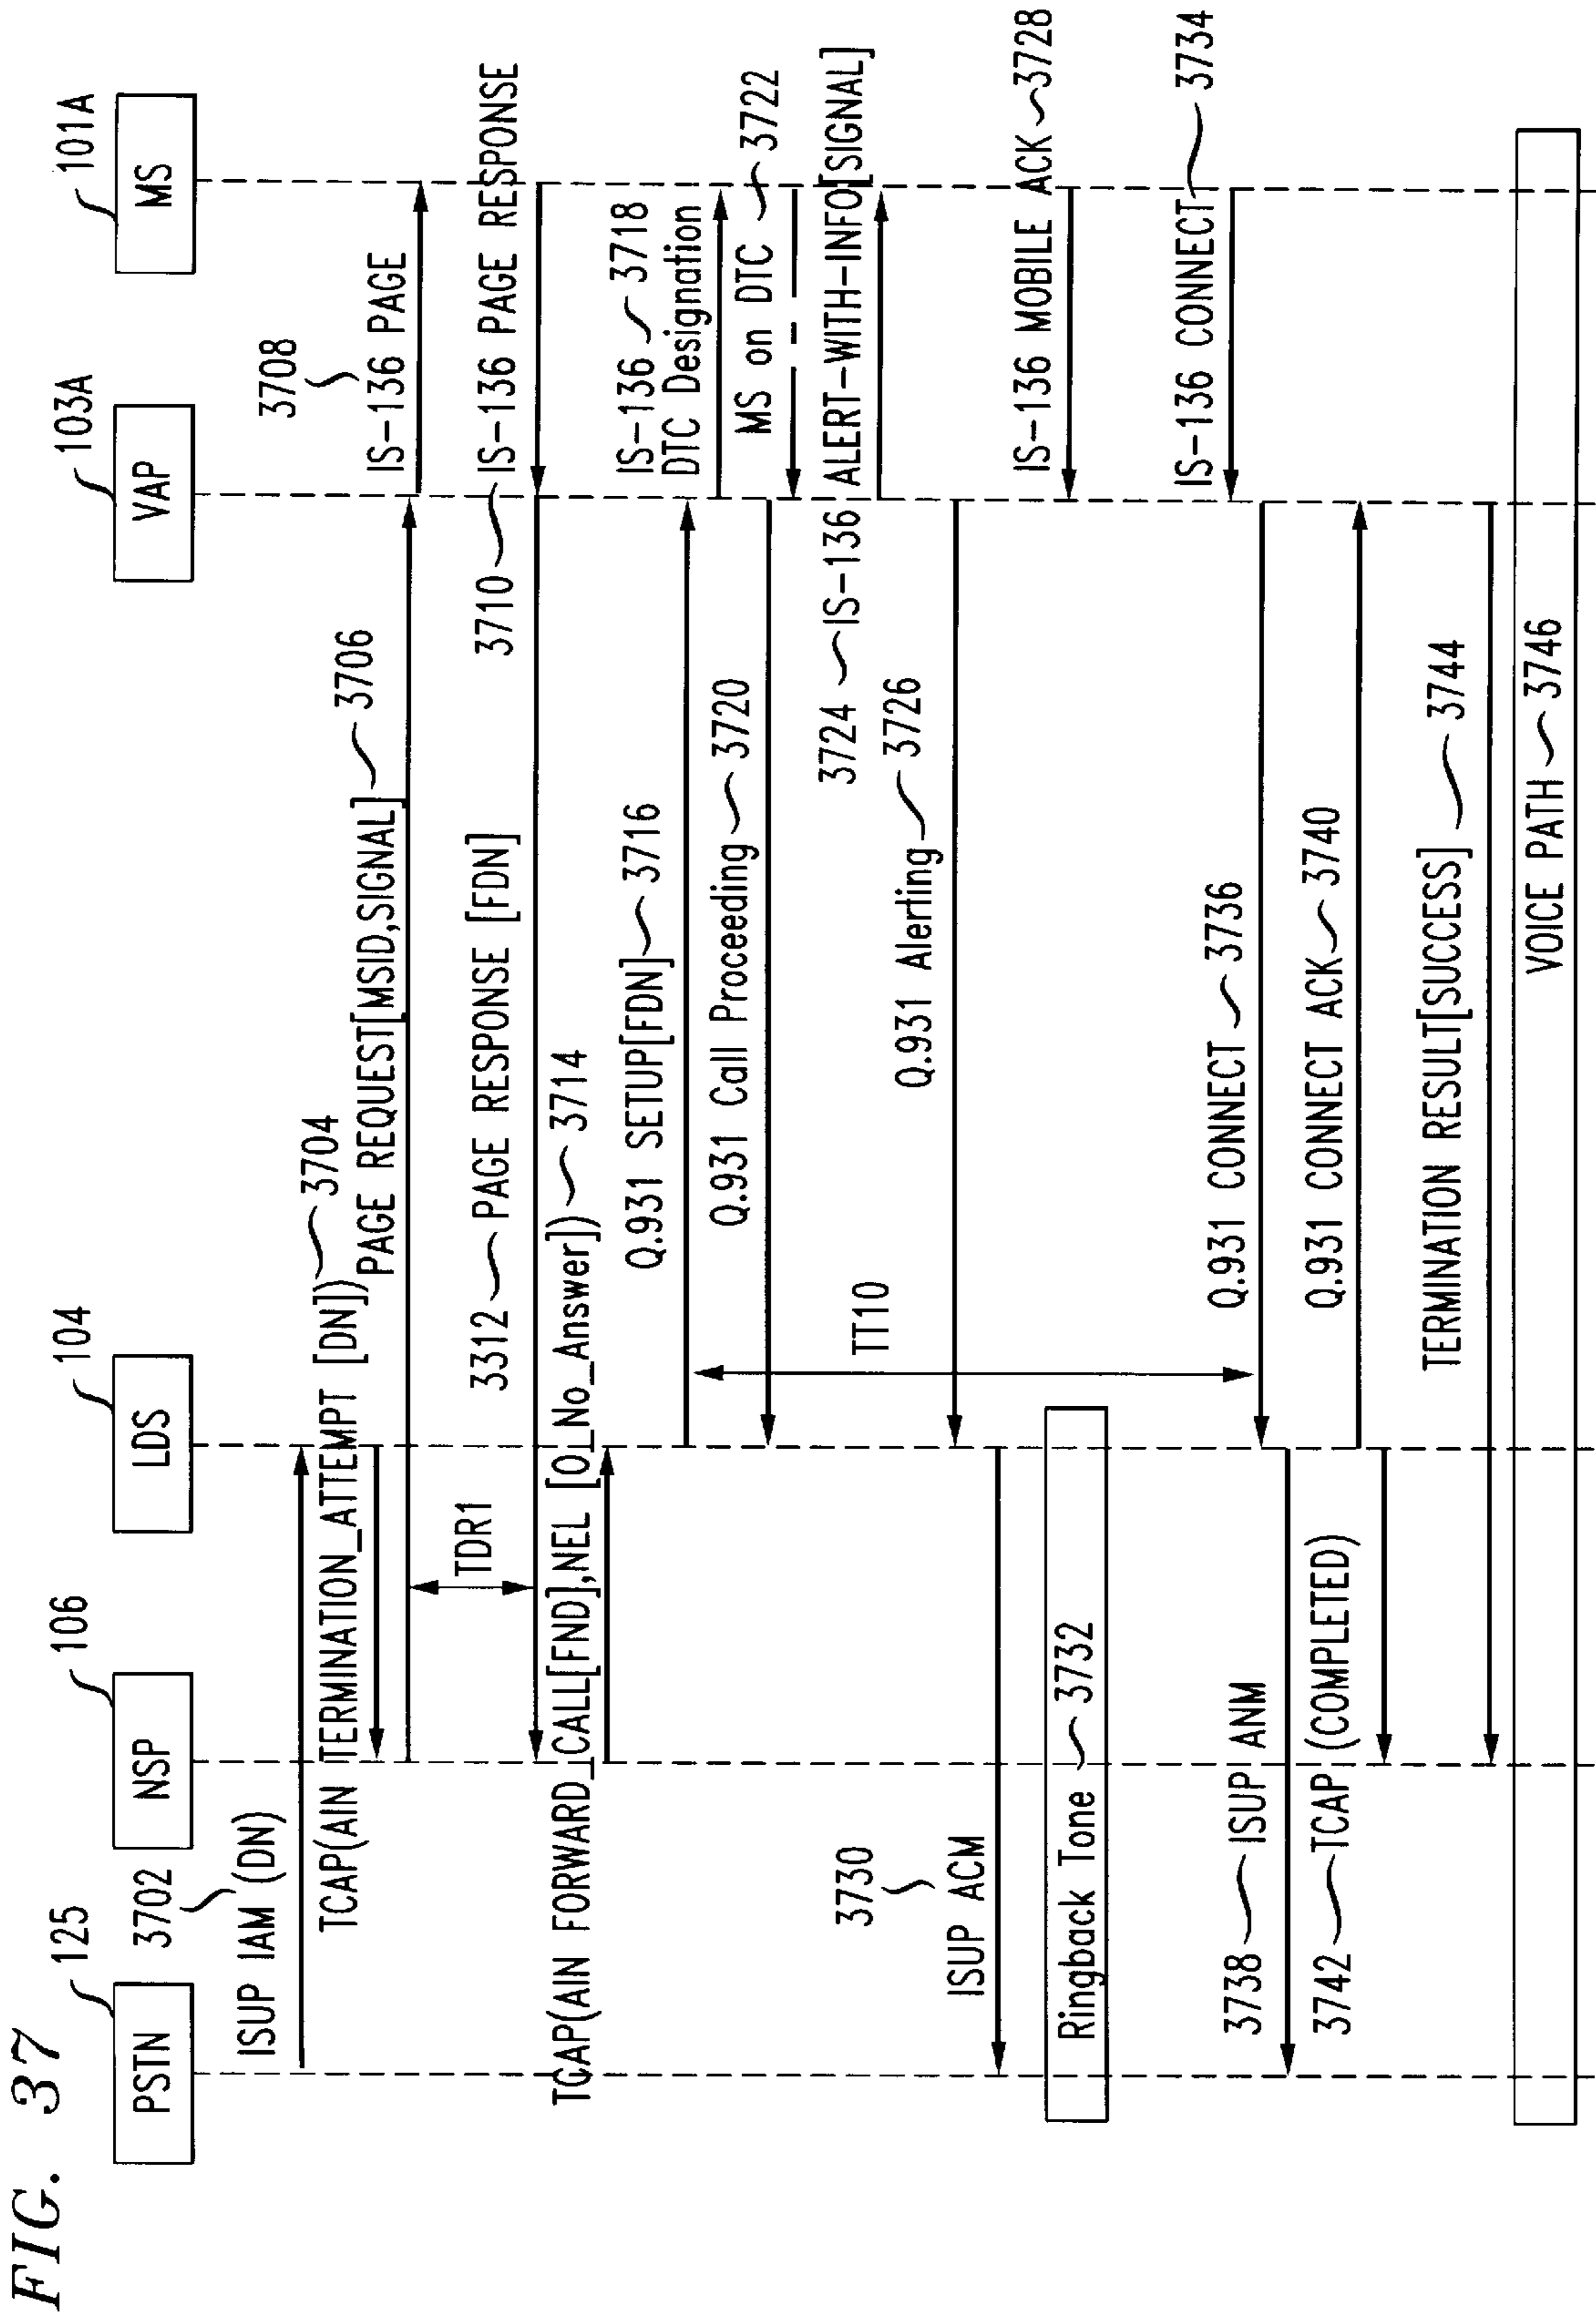 FIG. 37
PSTN
125
NSP
106
LDS
104
VAP
103A
MS
101A
3702
ISUP IAM (DN)
TCAP(AIN TERMINATION_ATTEMPT [DN])
3704
PAGE REQUEST[MSID,SIGNAL]
3706
3708
IS-136 PAGE
TDR1
3710
IS-136 PAGE RESPONSE
3312
PAGE RESPONSE [FDN]
TCAP(AIN FORWARD_CALL[FND],NEL [O_No_Answer])
3714
Q.931 SETUP[FDN]
3716
IS-136
3718
DTC Designation
Q.931 Call Proceeding
3720
MS on DTC
3722
3724
IS-136 ALERT-WITH-INFO[SIGNAL]
Q.931 Alerting
3726
TT10
3730
ISUP ACM
IS-136 MOBILE ACK
3728
Ringback Tone
3732
IS-136 CONNECT
3734
Q.931 CONNECT
3736
3738
ISUP ANM
Q.931 CONNECT ACK
3740
3742
TCAP (COMPLETED)
TERMINATION RESULT[SUCCESS]
3744
VOICE PATH
3746